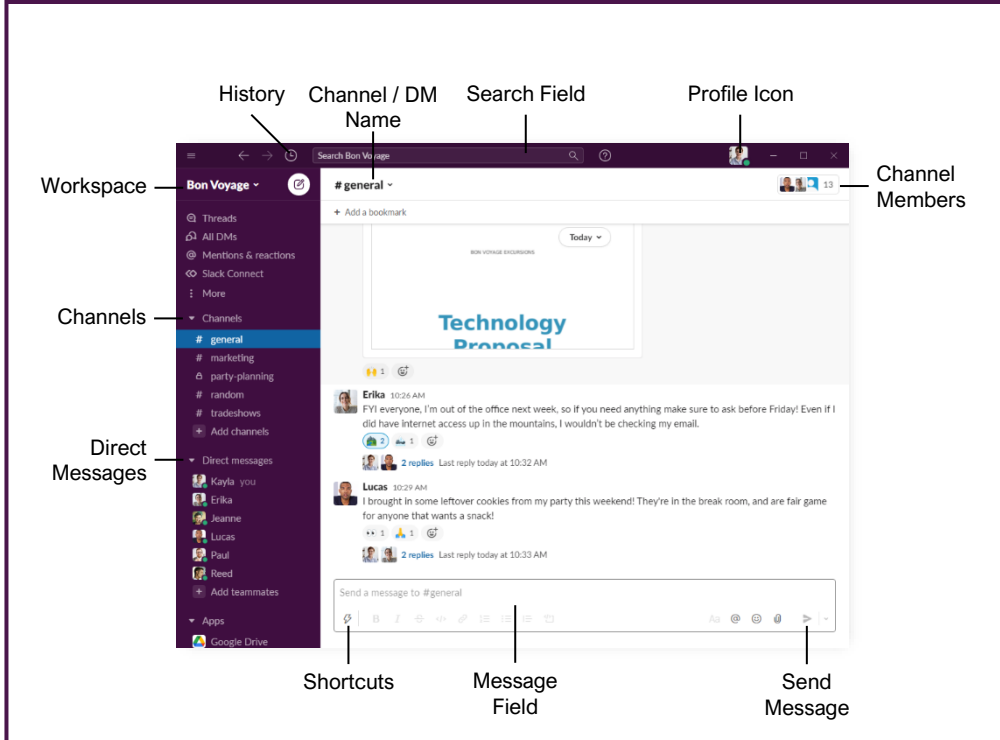 History
Channel / DM
Name
Search Field
Profile Icon
Search Bon Voyage
Workspace
Bon Voyage
# general
13
Channel
Members
+ Add a bookmark
Threads
All DMs
@ Mentions & reactions
Slack Connect
More
Today
BON VOYAGE EXCURSIONS
Technology
Proposal
Channels
Channels
# general
# marketing
party-planning
# random
# tradeshows
+ Add channels
1
Erika 10:26 AM
FYI everyone, I'm out of the office next week, so if you need anything make sure to ask before Friday! Even if I
did have internet access up in the mountains, I wouldn't be checking my email.
2 1
2 replies Last reply today at 10:32 AM
Direct
Messages
Direct messages
Kayla you
Erika
Jeanne
Lucas
Paul
Reed
+ Add teammates
Apps
Google Drive
Lucas 10:29 AM
I brought in some leftover cookies from my party this weekend! They're in the break room, and are fair game
for anyone that wants a snack!
1 1
2 replies Last reply today at 10:33 AM
Send a message to #general
B I S </> Aa @
Shortcuts
Message
Field
Send
Message